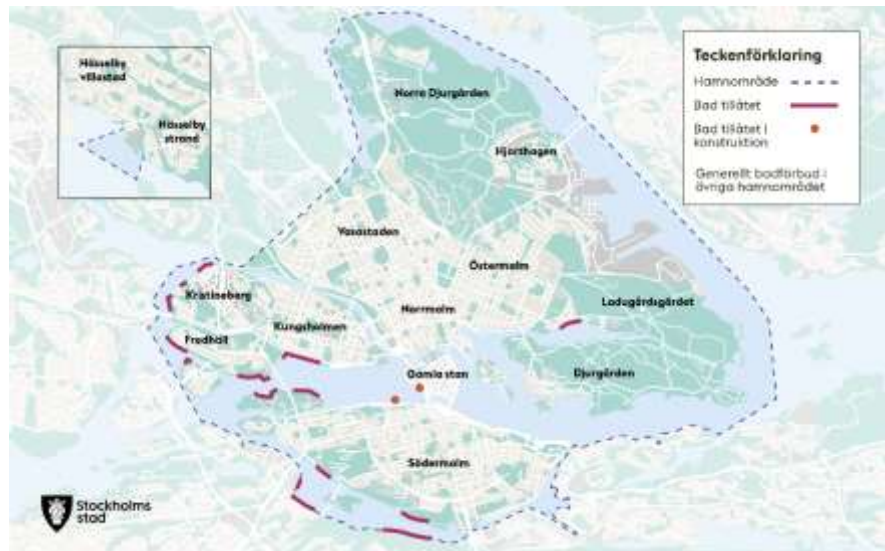 Hässelby
villastad
Hässelby
strand
Norra Djurgården
Hjorthagen
Vasastaden
Östermalm
Kristineberg
Norrmalm
Ladugårdsgärdet
Kungsholmen
Fredhäll
Gamla stan
Djurgården
Södermalm
Teckenförklaring
Hamnområde
Bad tillåtet
Bad tillåtet i
konstruktion
Generellt badförbud i
övriga hamnområdet
Stockholms
stad